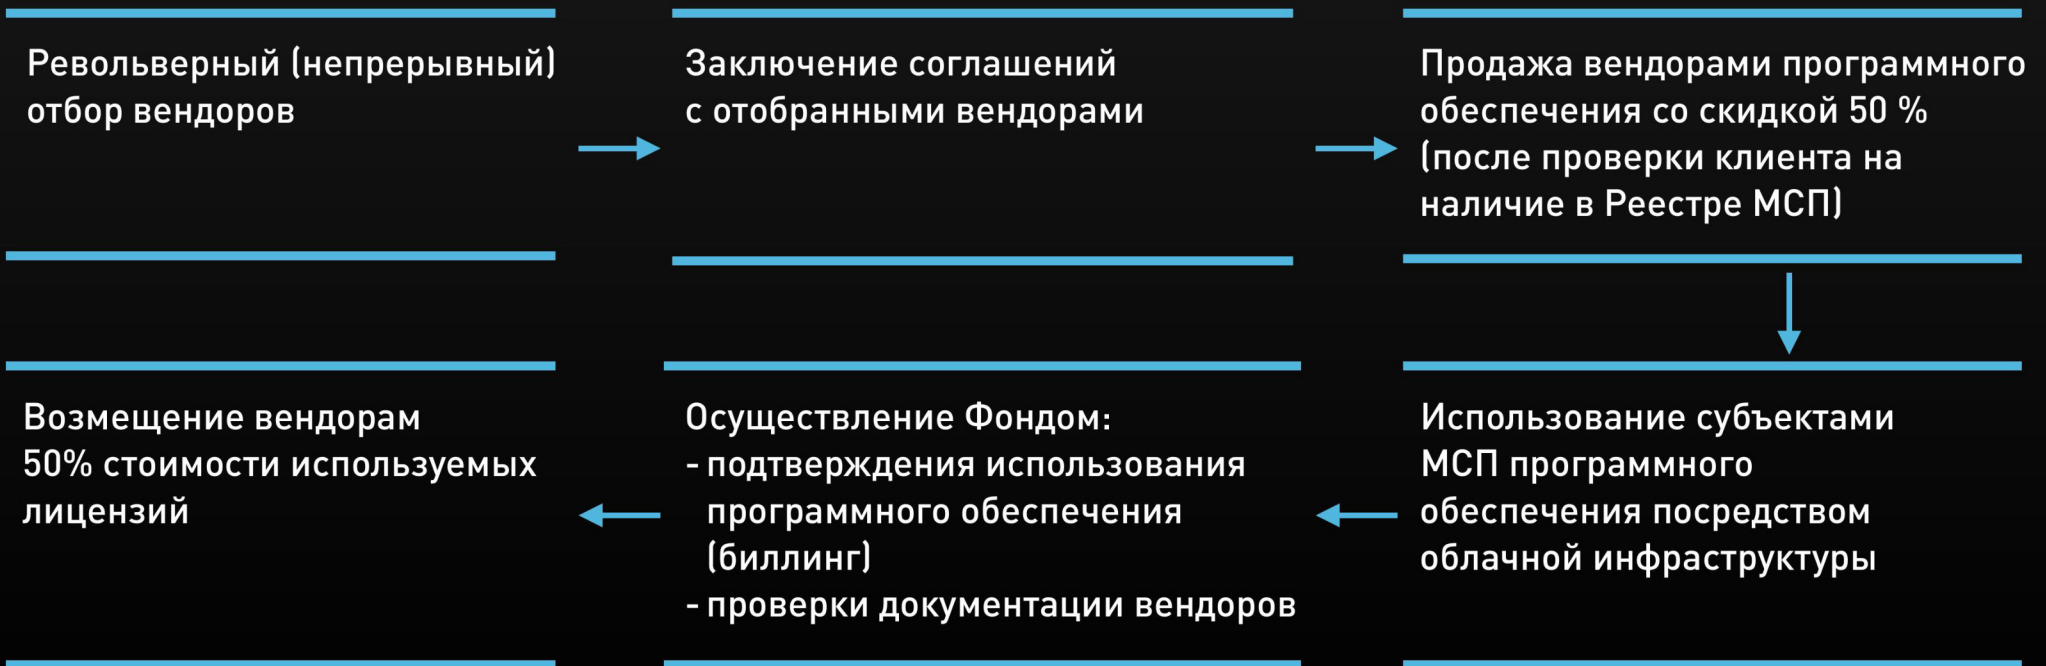 Револьверный (непрерывный)
отбор вендоров
Заключение соглашений
с отобранными вендорами
Продажа вендорами программного
обеспечения со скидкой 50 %
(после проверки клиента на
наличие в Реестре МСП)
Возмещение вендорам
50% стоимости используемых
лицензий
Осуществление Фондом:
- подтверждения использования
программного обеспечения
(биллинг)
- проверки документации вендоров
Использование субъектами
МСП программного
обеспечения посредством
облачной инфраструктуры